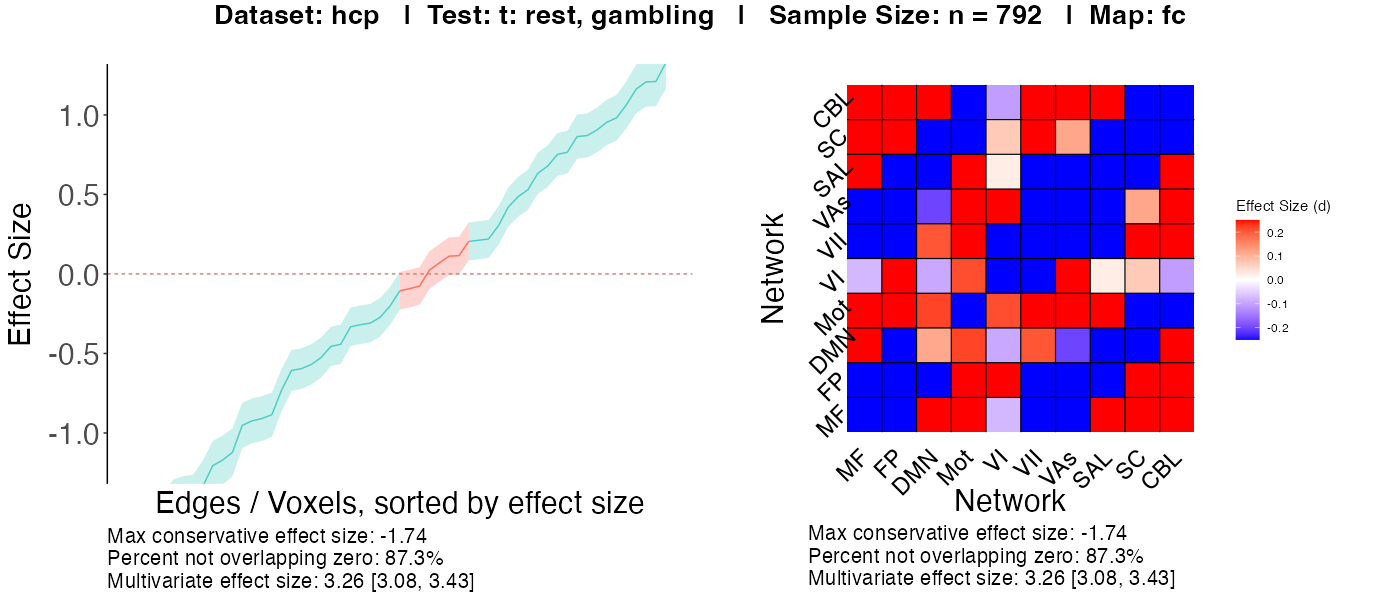 Dataset: hcp | Test: t: rest, gambling | Sample Size: n = 792 | Map: fc
Effect Size
1.0
0.5
0.0
-0.5
-1.0
Edges / Voxels, sorted by effect size
Max conservative effect size: -1.74
Percent not overlapping zero: 87.3%
Multivariate effect size: 3.26 [3.08, 3.43]
Network
CBL
SC
SAL
VAs
VII
VI
Mot
DMN
FP
MF
MF FP DMN Mot VI VII VAs SAL SC CBL
Network
Max conservative effect size: -1.74
Percent not overlapping zero: 87.3%
Multivariate effect size: 3.26 [3.08, 3.43]
Effect Size (d)
0.2
0.1
0.0
-0.1
-0.2